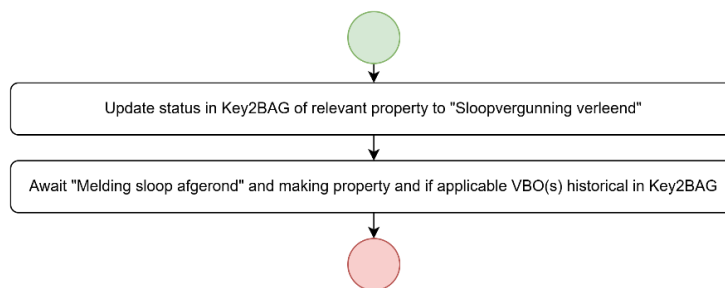 Update status in Key2BAG of relevant property to "Sloopvergunning verleend"
Await "Melding sloop afgerond" and making property and if applicable VBO(s) historical in Key2BAG